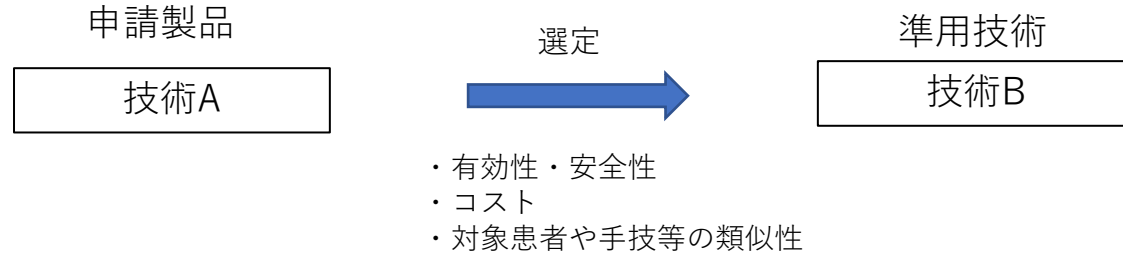 申請製品
技術A
選定
・有効性・安全性
・コスト
・対象患者や手技等の類似性
準用技術
技術B